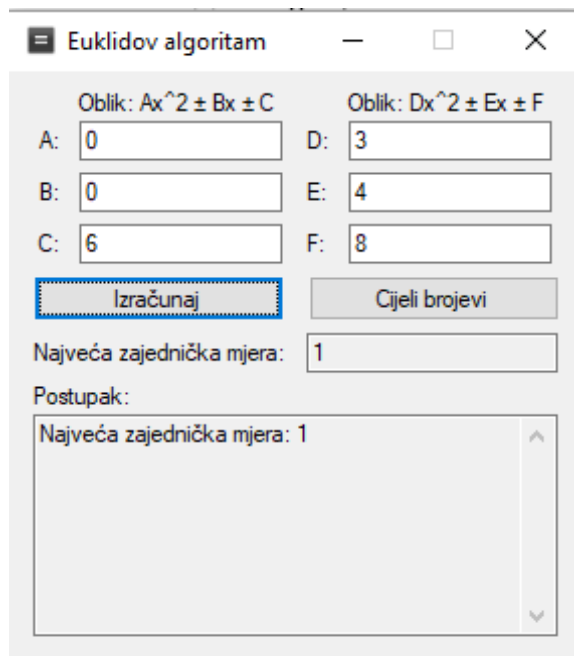 Euklidov algoritam
Oblik: Ax^2 ± Bx ± C Oblik: Dx^2 ± Ex ± F
A: 0 D: 3
B: 0 E: 4
C: 6 F: 8
Izračunaj Cijeli brojevi
Najveća zajednička mjera: 1
Postupak:
Najveća zajednička mjera: 1